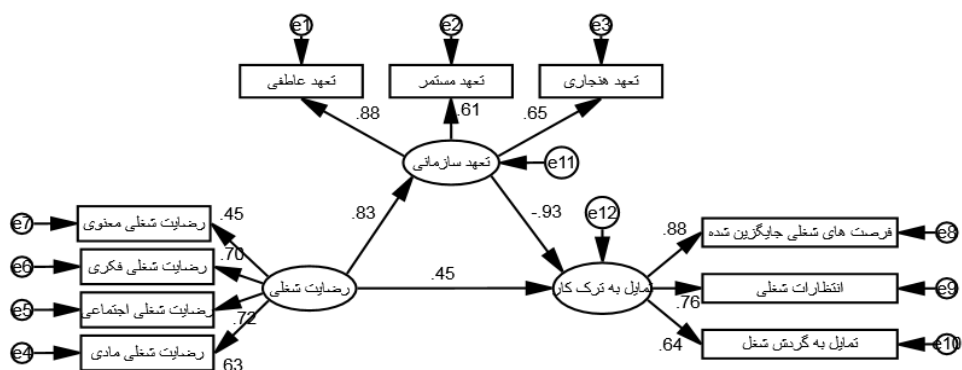 e1
e2
e3
تعهد عاطفی
تعهد مستمر
تعهد هنجاری
.88
.61
.65
تعهد سازمانی
e11
e7
رضایت شغلی معنوی
.45
.83
-.93
e12
.88
فرصت های شغلی جایگزین شده
e8
e6
رضایت شغلی فکری
.70
رضایت شغلی
.45
تمایل به ترک کار
.76
انتظارات شغلی
e9
e5
رضایت شغلی اجتماعی
.72
e4
رضایت شغلی مادی
.63
.64
تمایل به گردش شغل
e10